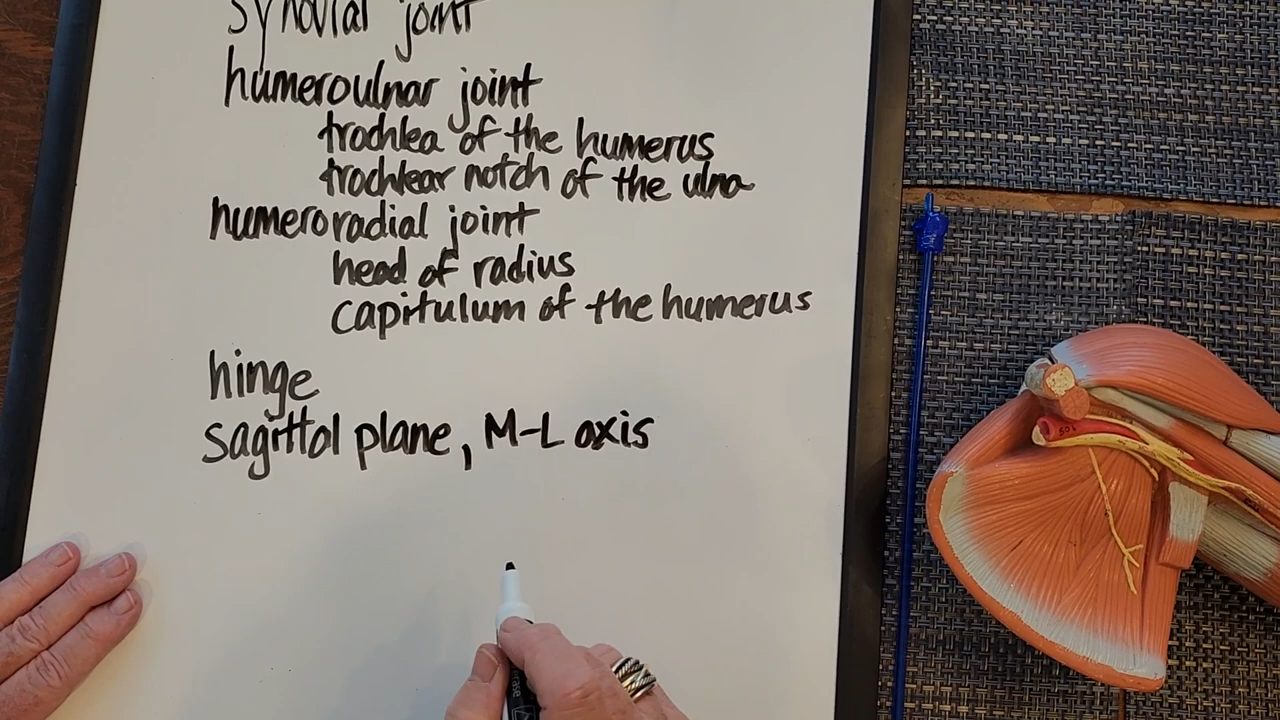 synovial joint
humeroulnar joint
trochlea of the humerus
trochlear notch of the ulna
humeroradial joint
head of radius
capitulum of the humerus
hinge
sagittal plane, M-L axis